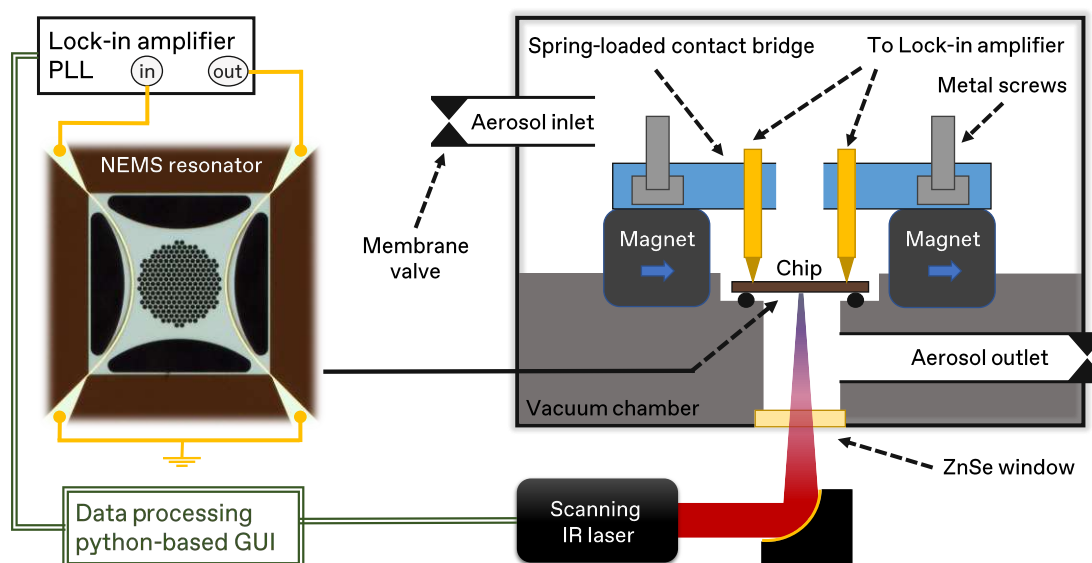 Lock-in amplifier
PLL
in
out
NEMS resonator
Data processing
python-based GUI
Scanning
IR laser
Membrane
valve
Aerosol inlet
Spring-loaded contact bridge
To Lock-in amplifier
Metal screws
Magnet
Magnet
Chip
Aerosol outlet
Vacuum chamber
ZnSe window